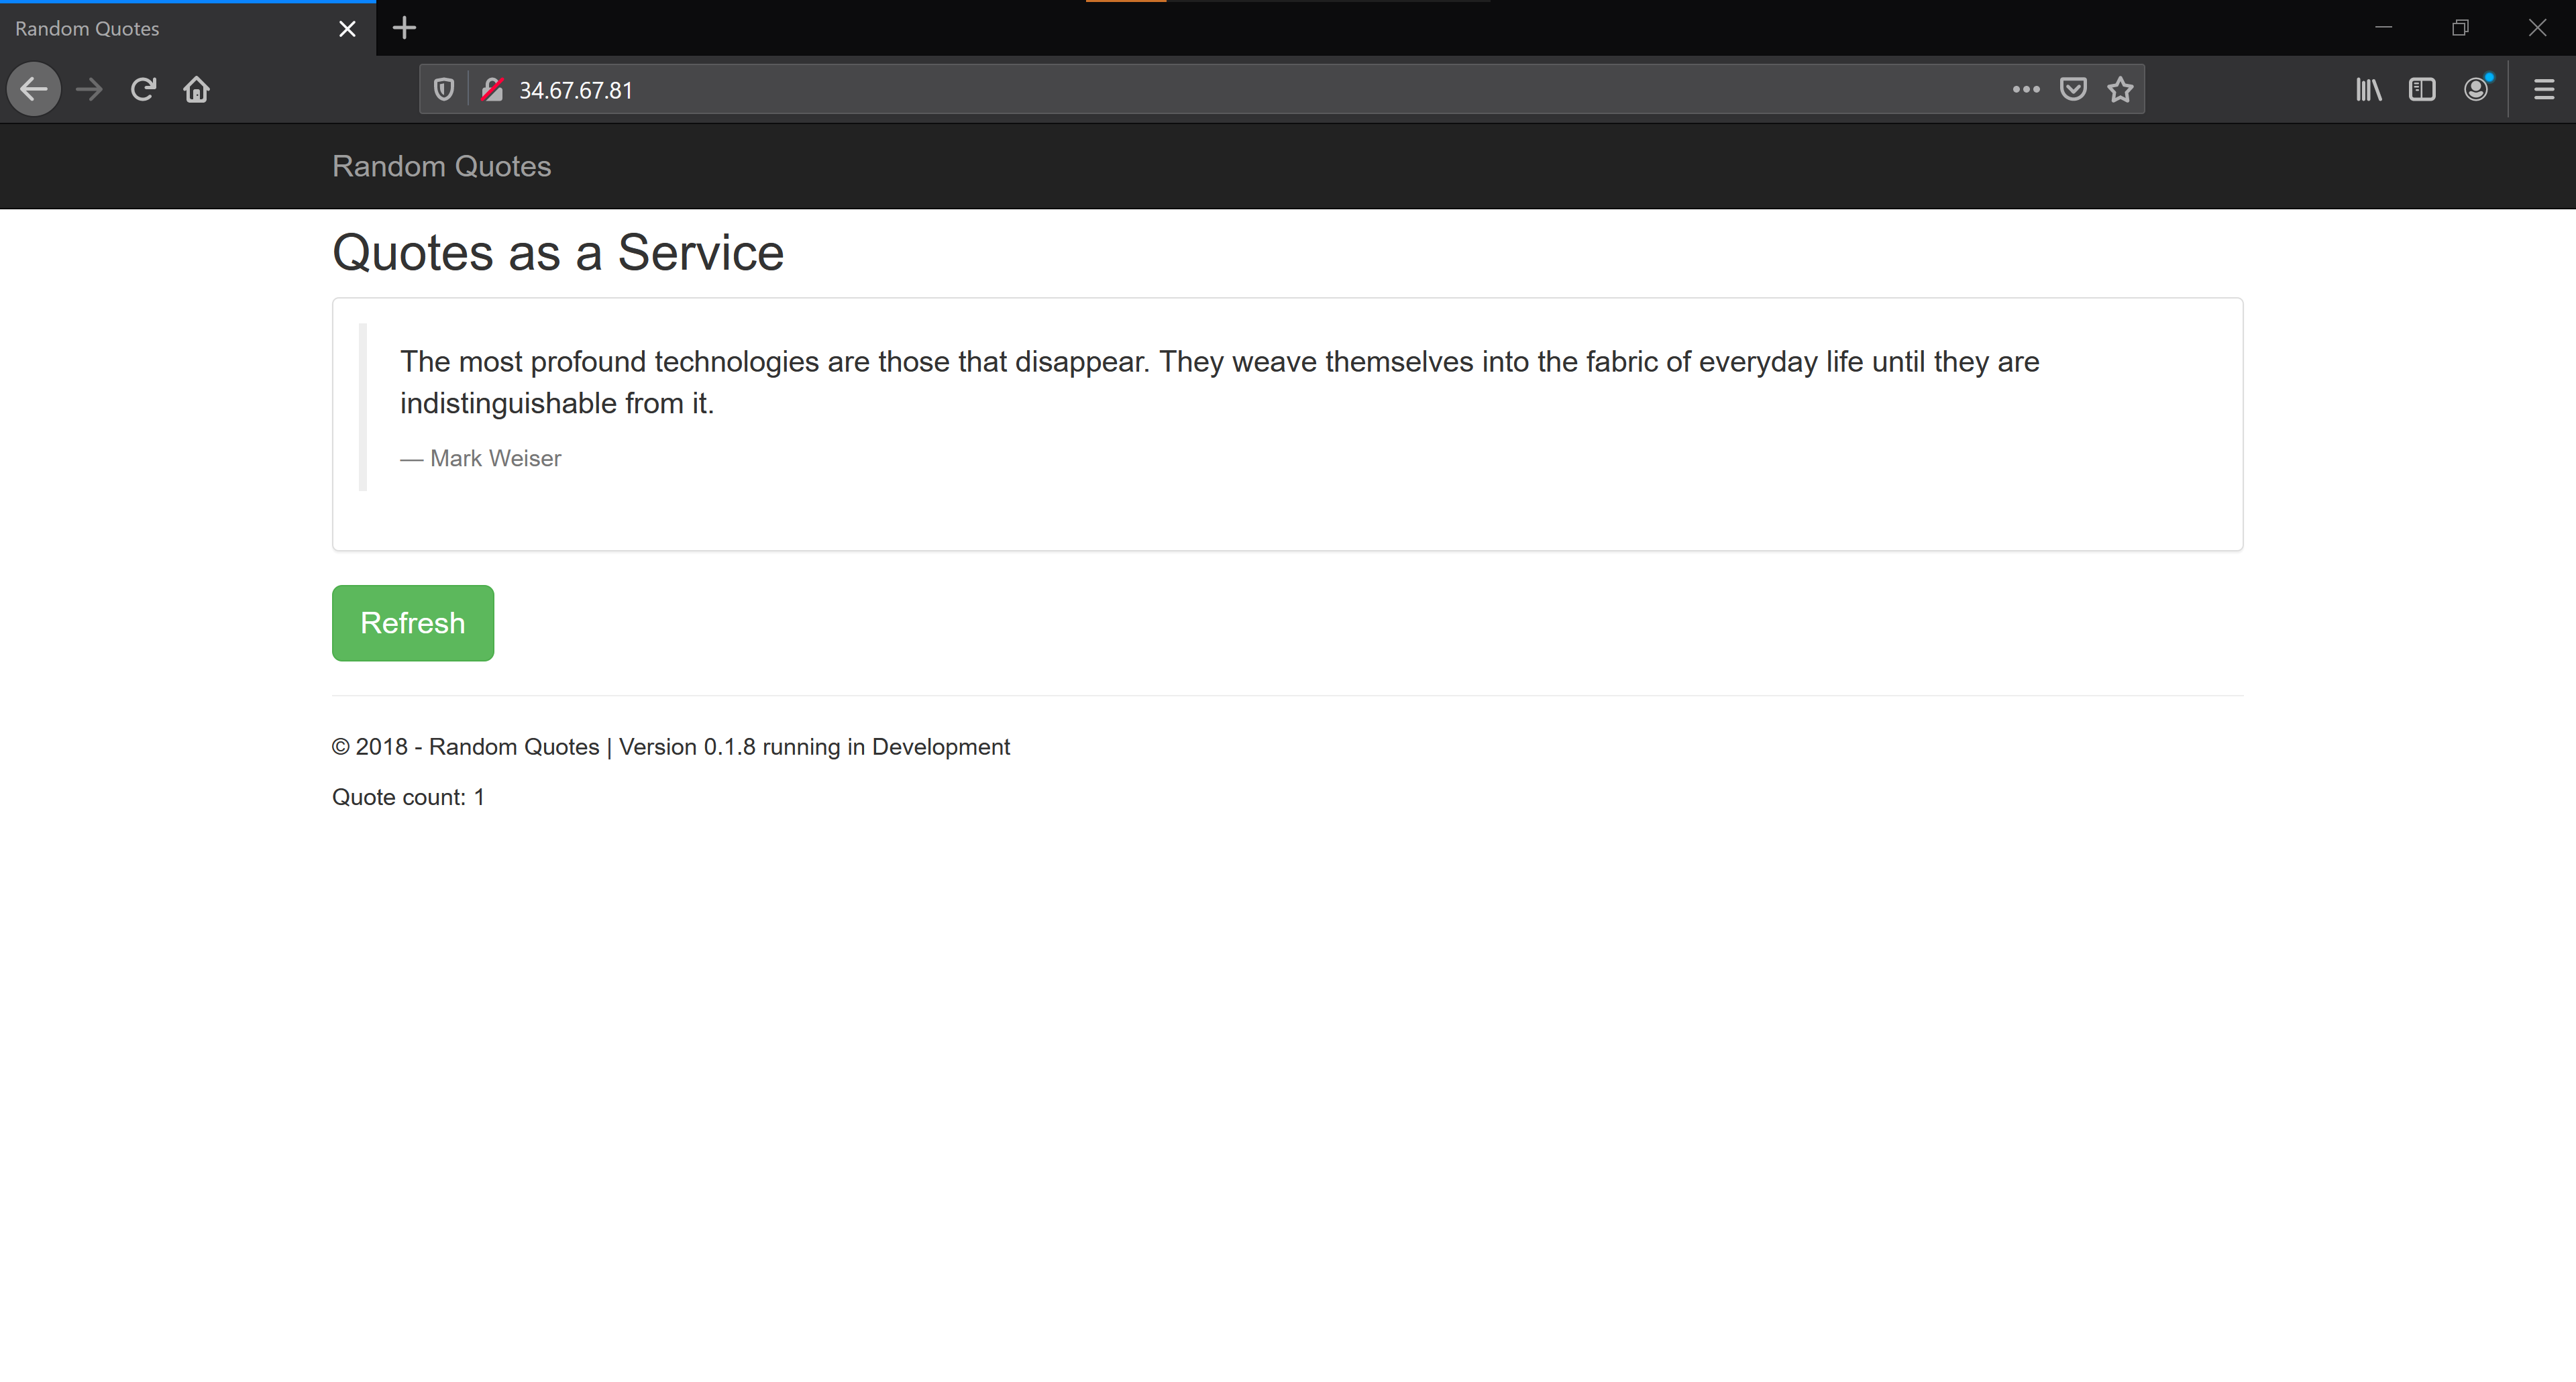 Random Quotes
34.67.67.81
Random Quotes
Quotes as a Service
The most profound technologies are those that disappear. They weave themselves into the fabric of everyday life until they are
indistinguishable from it.
— Mark Weiser
Refresh
© 2018 - Random Quotes | Version 0.1.8 running in Development
Quote count: 1